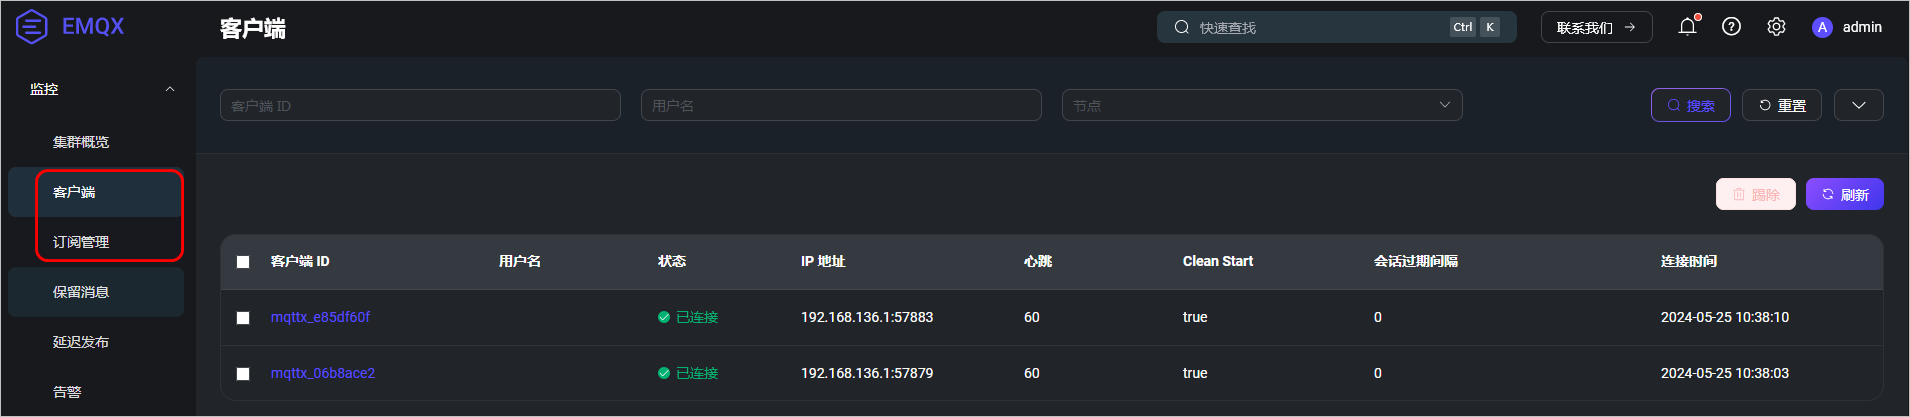 EMQX
客户端
快速查找
Ctrl K
联系我们 →
A admin
监控
集群概览
客户端
订阅管理
保留消息
延迟发布
告警
客户端 ID
用户名
节点
搜索
重置
踢除
刷新
客户端 ID 用户名 状态 IP 地址 心跳 Clean Start 会话过期间隔 连接时间
mqttx_e85df60f 已连接 192.168.136.1:57883 60 true 0 2024-05-25 10:38:10
mqttx_06b8ace2 已连接 192.168.136.1:57879 60 true 0 2024-05-25 10:38:03